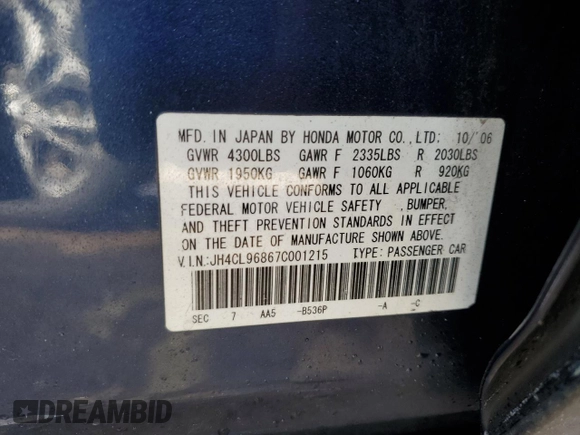 MFD. IN JAPAN BY HONDA MOTOR CO.,LTD: 10/'06
GVWR 4300LBS GAWR F 2335LBS R 2030LBS
GVWR 1950KG GAWR F 1060KG R 920KG
THIS VEHICLE CONFORMS TO ALL APPLICABLE
FEDERAL MOTOR VEHICLE SAFETY ,BUMPER,
AND THEFT PREVENTION STANDARDS IN EFFECT
ON THE DATE OF MANUFACTURE SHOWN ABOVE.
V.I.N.:JH4CL96867C001215 TYPE: PASSENGER CAR
SEC 7 AA5 -B536P -A -C
DREAMBID